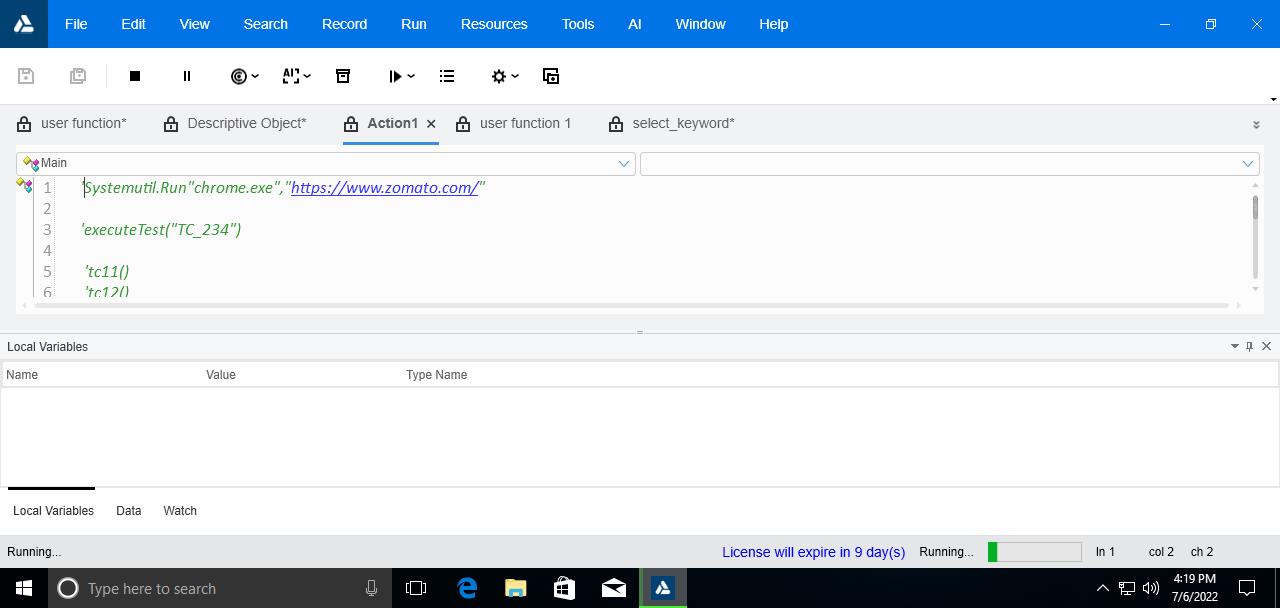 File Edit View Search Record Run Resources Tools AI Window Help
user function* Descriptive Object* Action1 user function 1 select_keyword*
Main
1 'Systemutil.Run"chrome.exe","https://www.zomato.com/"
2
3 'executeTest("TC_234")
4
5 'tc11()
6 'tc12()
Local Variables
Name Value Type Name
Local Variables Data Watch
Running... License will expire in 9 day(s) Running... ln 1 col 2 ch 2
Type here to search
4:19 PM
7/6/2022